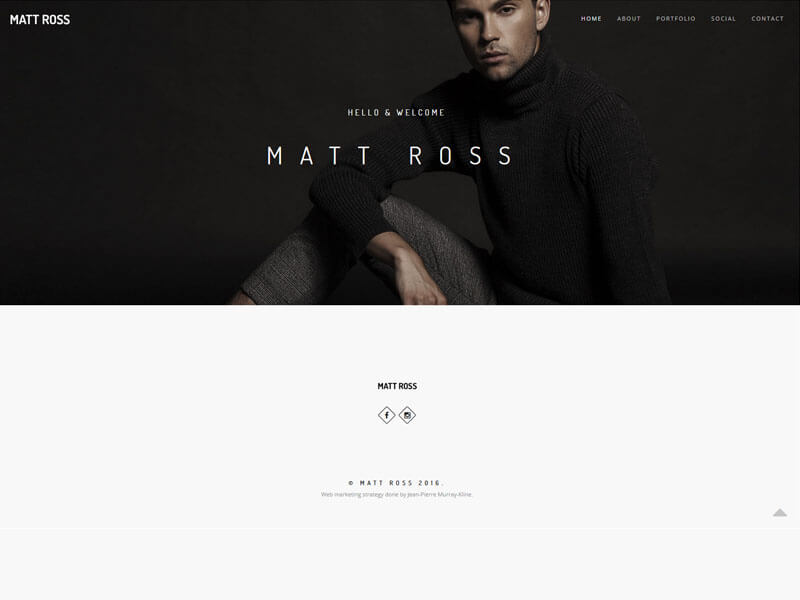 MATT ROSS
HOME ABOUT PORTFOLIO SOCIAL CONTACT
HELLO & WELCOME
MATT ROSS
MATT ROSS
© MATT ROSS 2016.
Web marketing strategy done by Jean-Pierre Murray-Kline.